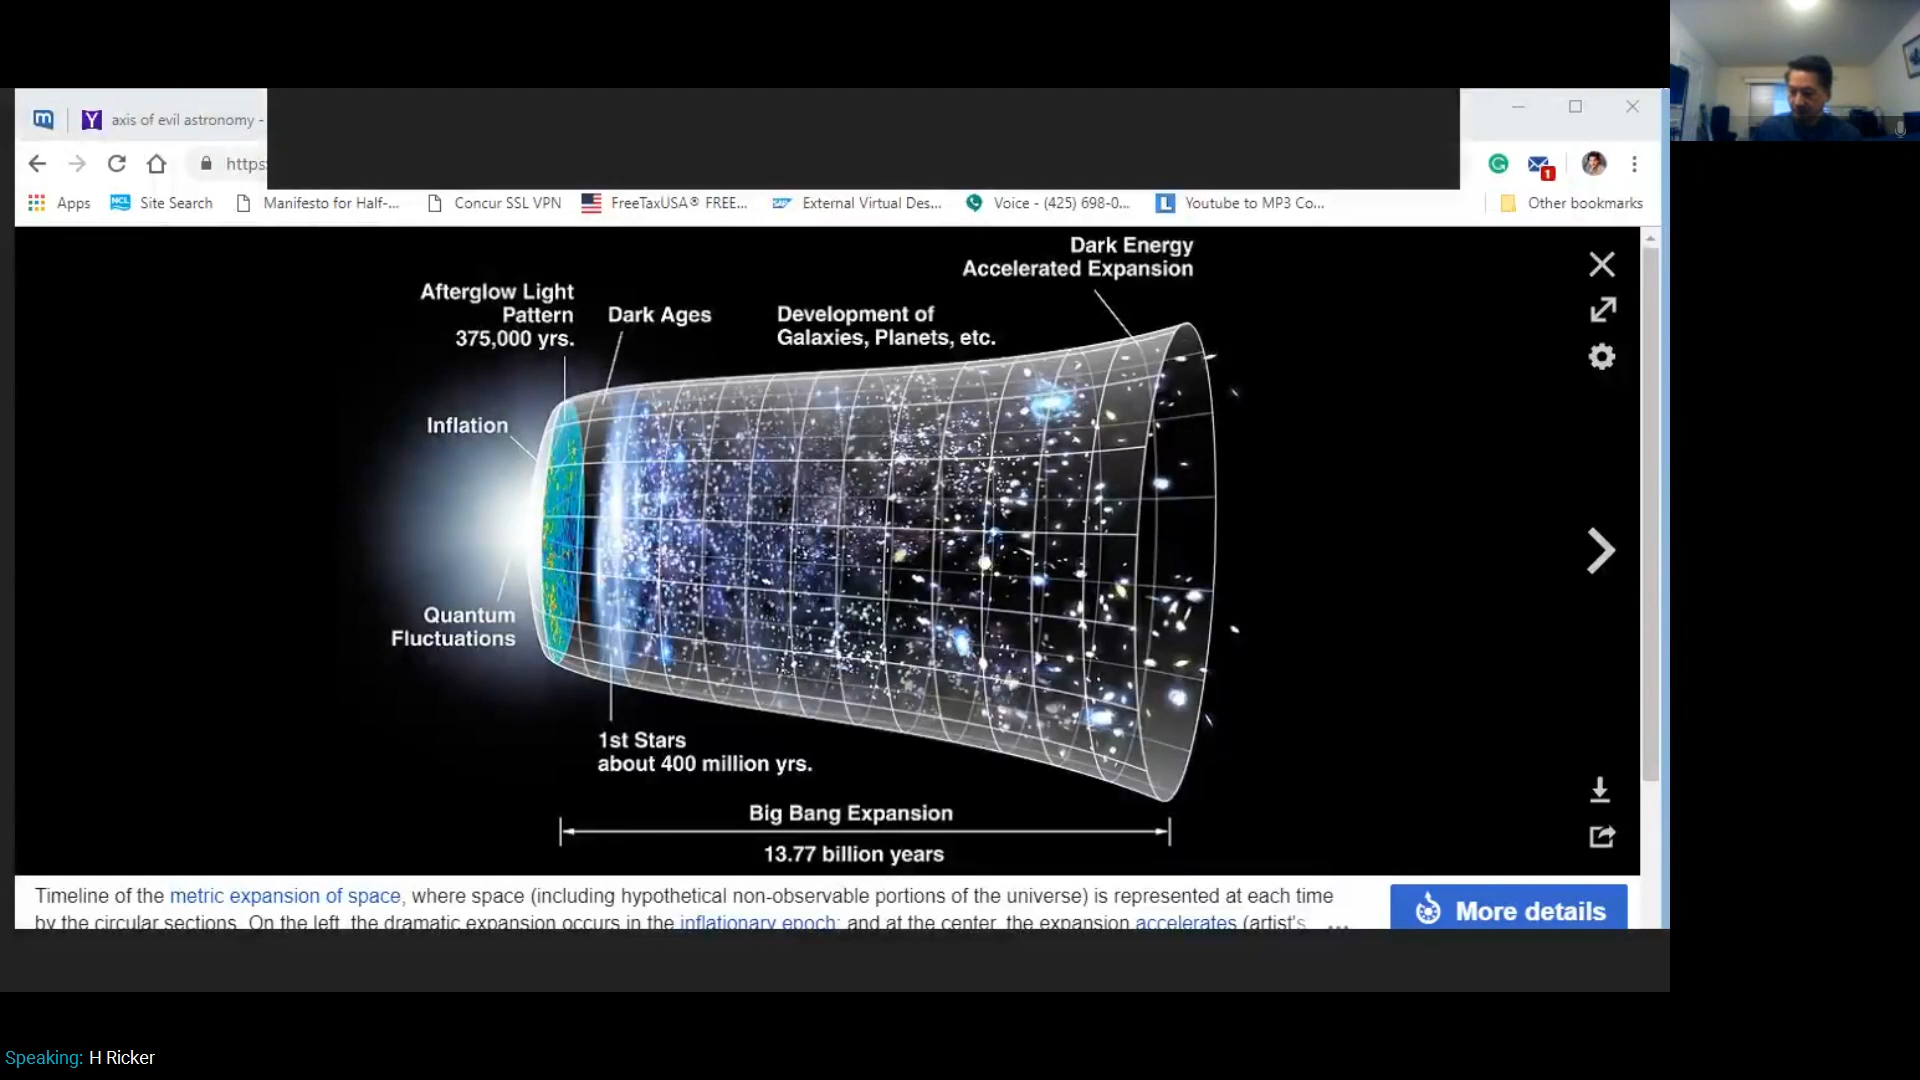 axis of evil astronomy -
https:
Apps
NCL Site Search
Manifesto for Half-...
Concur SSL VPN
FreeTaxUSA® FREE...
SAP External Virtual Des...
Voice - (425) 698-0...
L Youtube to MP3 Co...
Other bookmarks
1
Dark Energy
Accelerated Expansion
Afterglow Light
Pattern
375,000 yrs.
Dark Ages
Development of
Galaxies, Planets, etc.
Inflation
Quantum
Fluctuations
1st Stars
about 400 million yrs.
Big Bang Expansion
13.77 billion years
Timeline of the metric expansion of space, where space (including hypothetical non-observable portions of the universe) is represented at each time
by the circular sections. On the left, the dramatic expansion occurs in the inflationary epoch; and at the center, the expansion accelerates (artist's ...
More details
Speaking: H Ricker